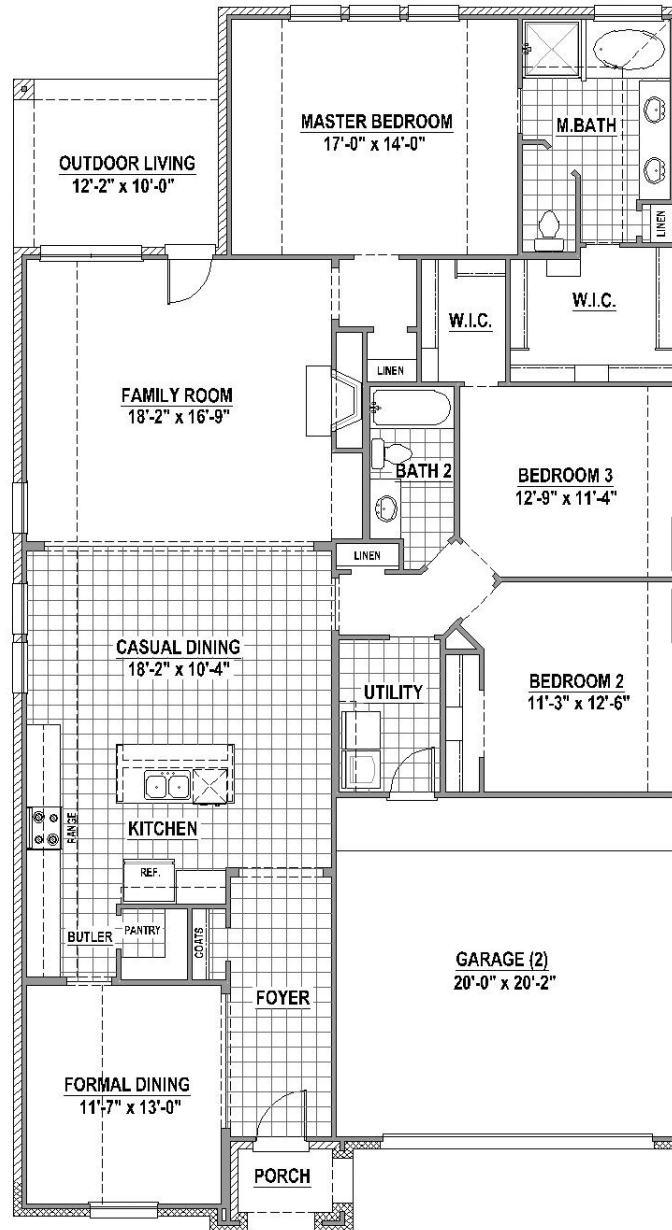 MASTER BEDROOM
17'-0" x 14'-0"
M.BATH
OUTDOOR LIVING
12'-2" x 10'-0"
LINEN
W.I.C.
W.I.C.
LINEN
FAMILY ROOM
18'-2" x 16'-9"
BATH 2
BEDROOM 3
12'-9" x 11'-4"
LINEN
CASUAL DINING
18'-2" x 10'-4"
UTILITY
BEDROOM 2
11'-3" x 12'-6"
RANGE
KITCHEN
REF.
BUTLER
PANTRY
COATS
FOYER
GARAGE (2)
20'-0" x 20'-2"
FORMAL DINING
11'-7" x 13'-0"
PORCH